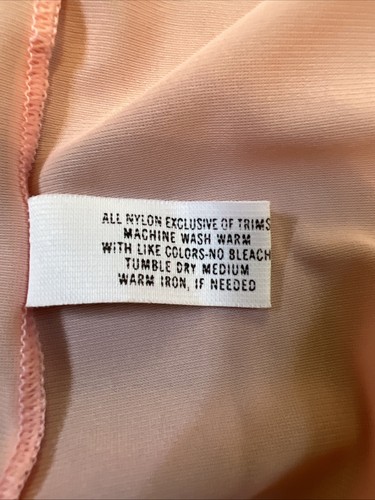 ALL NYLON EXCLUSIVE OF TRIMS
MACHINE WASH WARM
WITH LIKE COLORS-NO BLEACH
TUMBLE DRY MEDIUM
WARM IRON, IF NEEDED